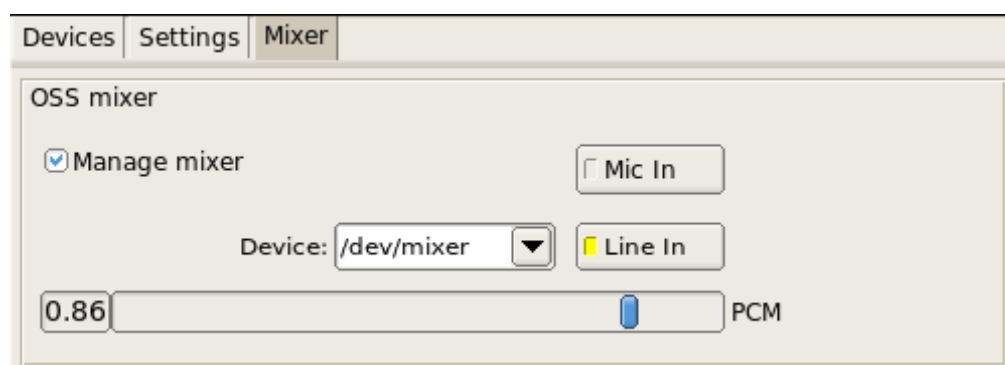 Devices Settings Mixer
OSS mixer
Manage mixer
Mic In
Device: /dev/mixer
Line In
0.86 PCM